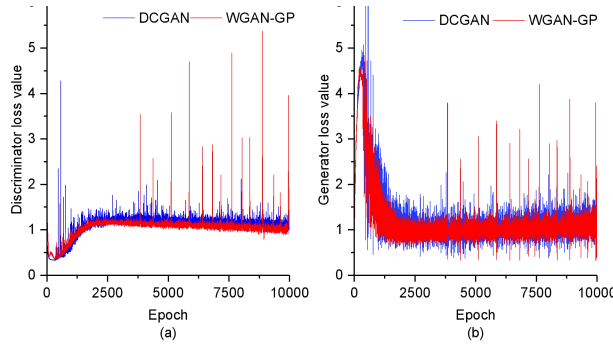 DCGAN WGAN-GP
Discriminator loss value
5
4
3
2
1
0
0 2500 5000 7500 10000
Epoch
(a)
DCGAN WGAN-GP
Generator loss value
5
4
3
2
1
0
0 2500 5000 7500 10000
Epoch
(b)